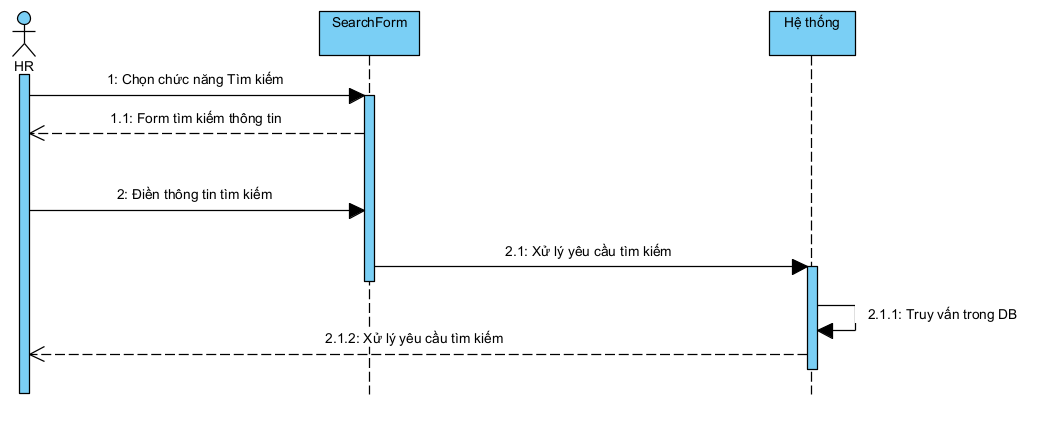 SearchForm
Hệ thống
HR
1: Chọn chức năng Tìm kiếm
1.1: Form tìm kiếm thông tin
2: Điền thông tin tìm kiếm
2.1: Xử lý yêu cầu tìm kiếm
2.1.1: Truy vấn trong DB
2.1.2: Xử lý yêu cầu tìm kiếm